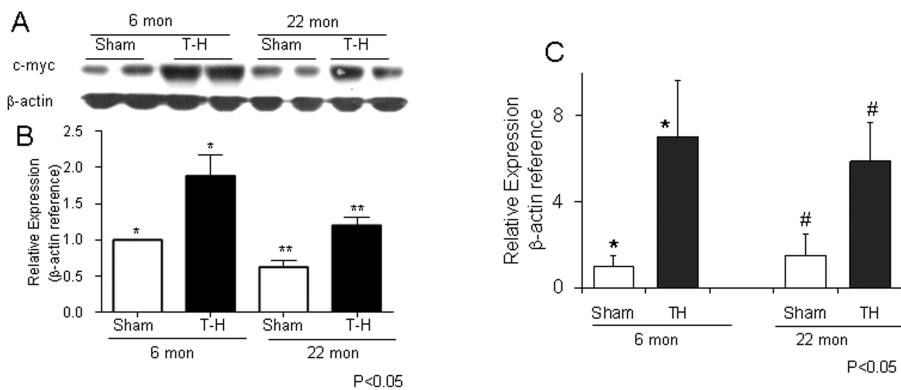 A
6 mon
22 mon
Sham
T-H
Sham
T-H
c-myc
β-actin
B
Relative Expression
(β-actin reference)
2.5
2.0
1.5
1.0
0.5
0.0
*
*
**
**
Sham
T-H
Sham
T-H
6 mon
22 mon
P<0.05
C
Relative Expression
β-actin reference
8
4
0
*
*
#
#
Sham
TH
Sham
TH
6 mon
22 mon
P<0.05